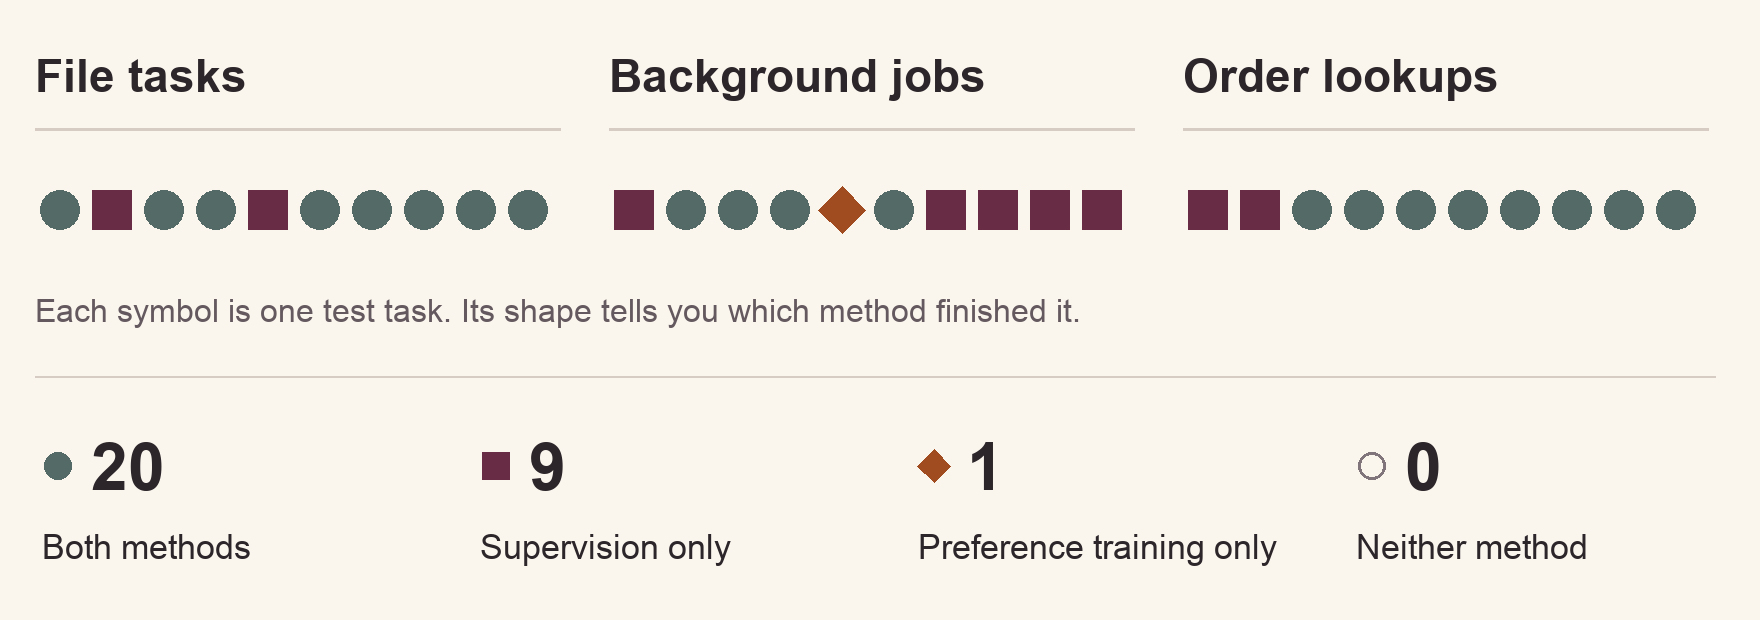 File tasks
Background jobs
Order lookups
Each symbol is one test task. Its shape tells you which method finished it.
20
Both methods
9
Supervision only
1
Preference training only
0
Neither method